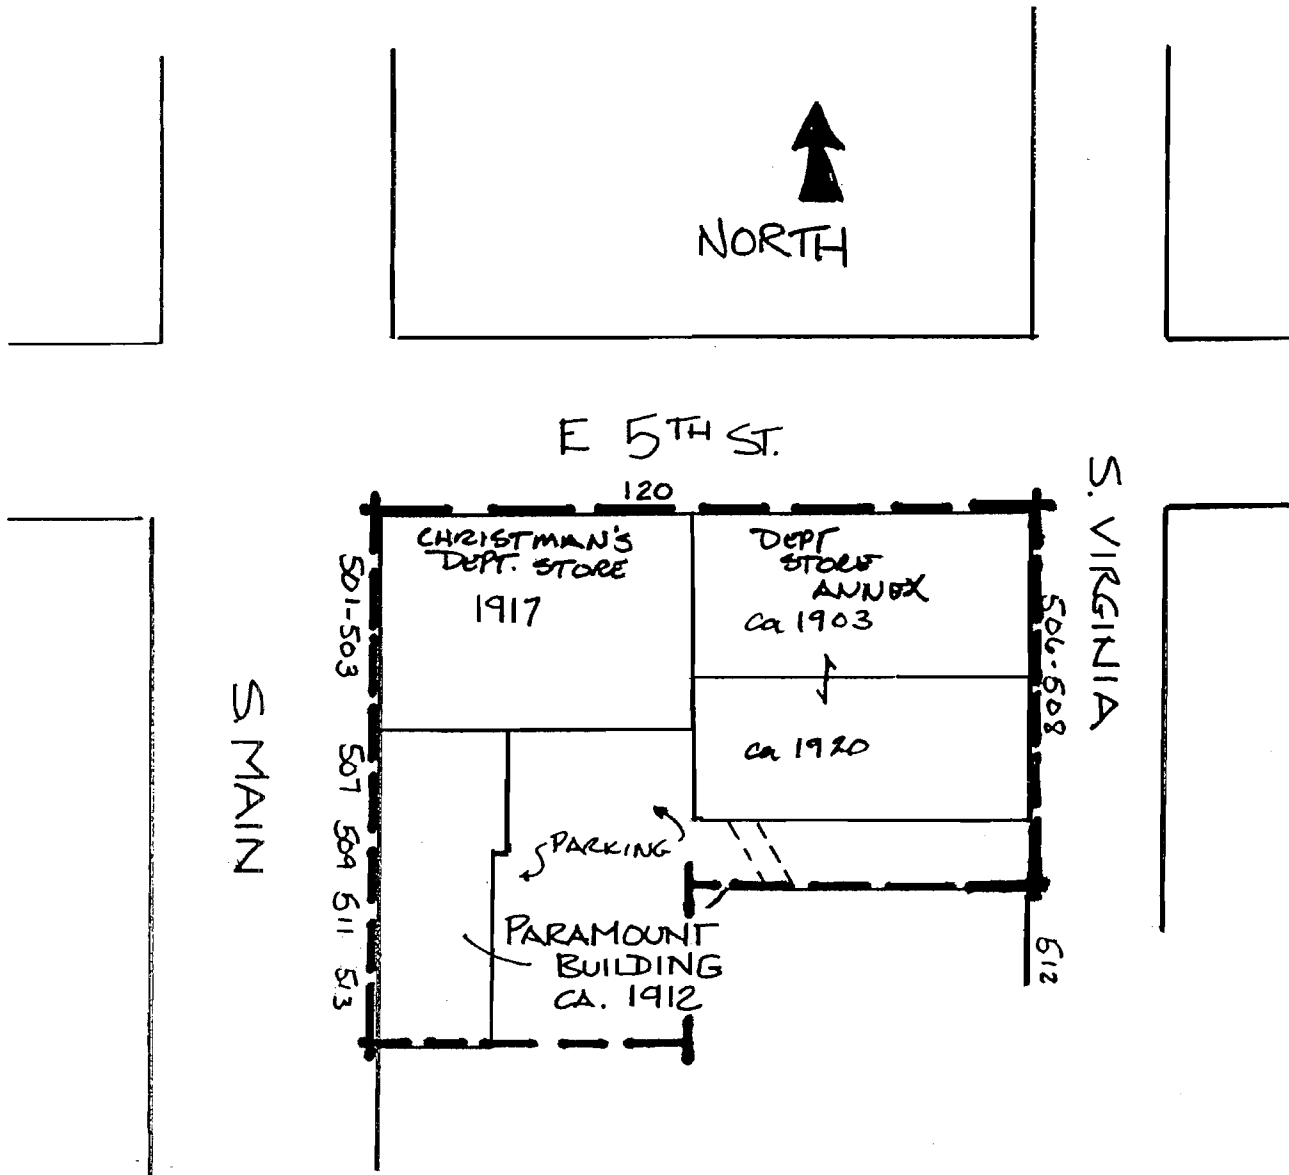 NORTH
E 5TH ST.
120
S. VIRGINIA
CHRISTMAN'S
DEPT. STORE
1917
DEPT
STORE
ANNEX
ca 1903
ca 1920
501-503
506-508
S MAIN
507
509
511
513
PARKING
PARAMOUNT
BUILDING
CA. 1912
512